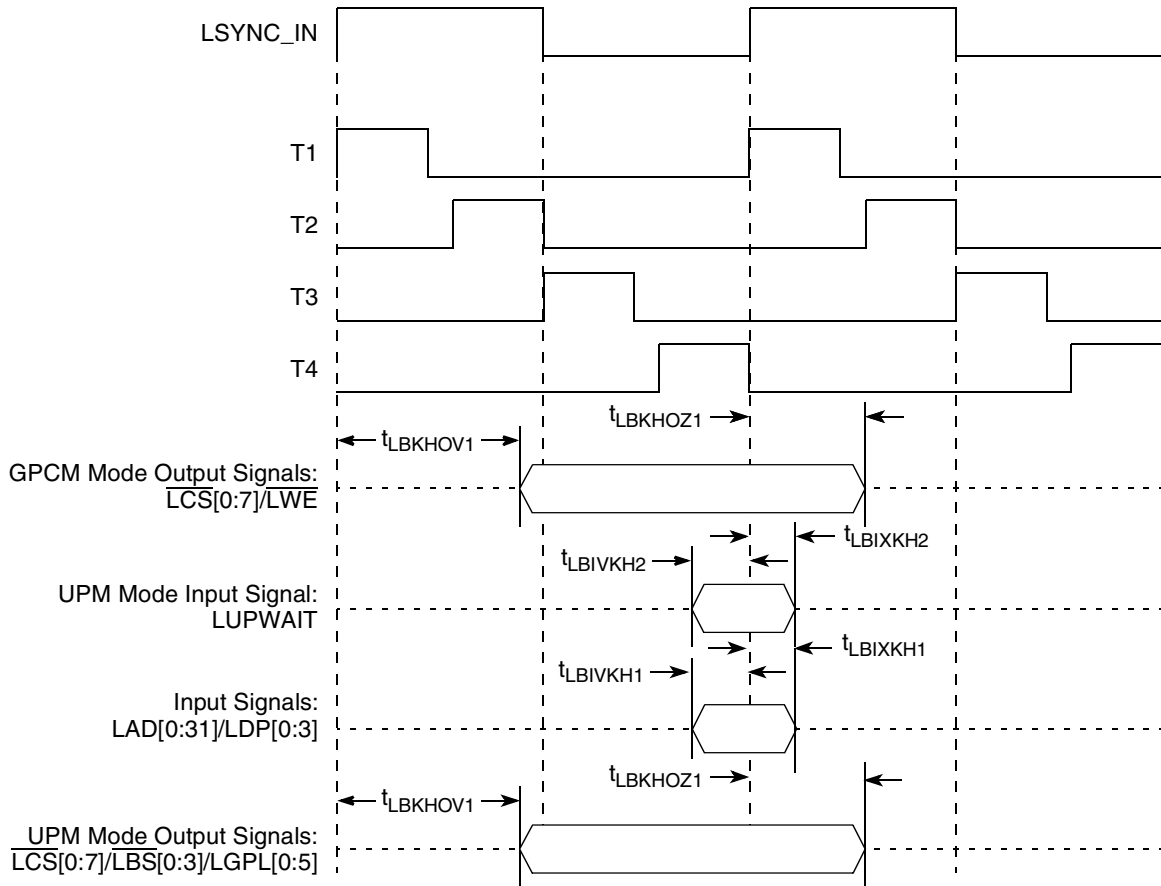 LSYNC_IN
T1
T2
T3
T4
tLBKHOZ1
tLBKHOV1
GPCM Mode Output Signals:
LCS[0:7]/LWE
tLBIXKH2
tLBIVKH2
UPM Mode Input Signal:
LUPWAIT
tLBIXKH1
tLBIVKH1
Input Signals:
LAD[0:31]/LDP[0:3]
tLBKHOZ1
tLBKHOV1
UPM Mode Output Signals:
LCS[0:7]/LBS[0:3]/LGPL[0:5]